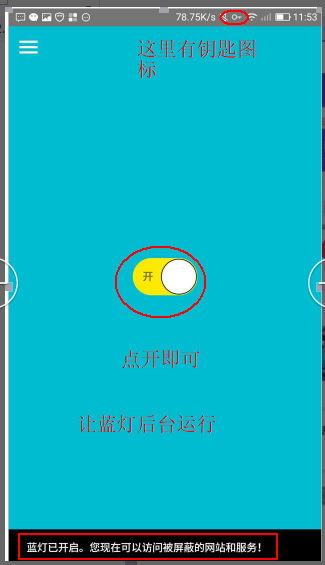 78.75K/s 11:53
这里有钥匙图
标
开
点开即可
让蓝灯后台运行
蓝灯已开启。您现在可以访问被屏蔽的网站和服务！